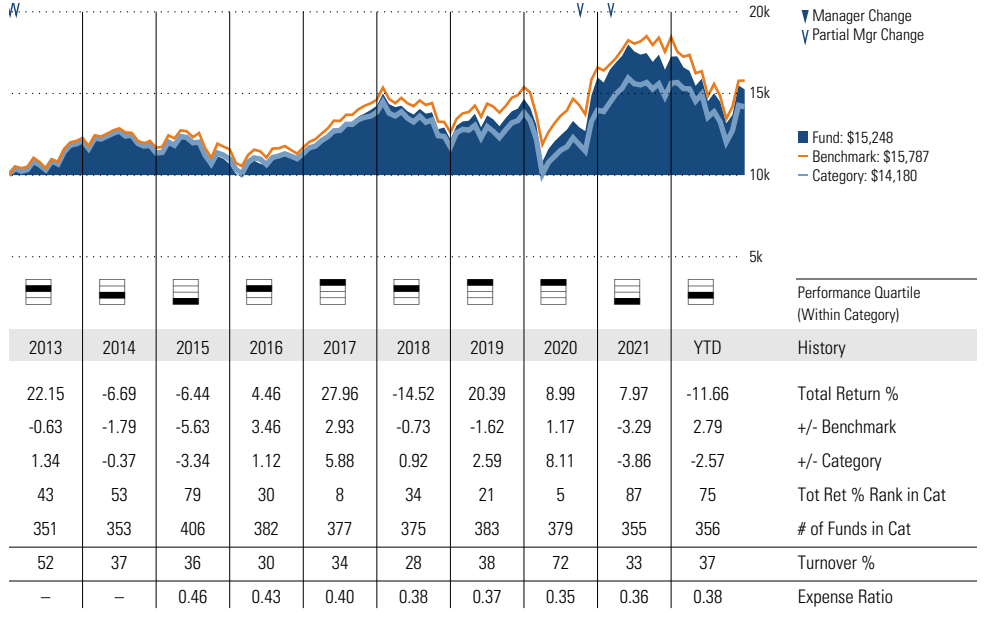 20k
Manager Change
Partial Mgr Change
15k
Fund: $15,248
Benchmark: $15,787
Category: $14,180
10k
5k
Performance Quartile
(Within Category)
2013 2014 2015 2016 2017 2018 2019 2020 2021 YTD History
22.15 -6.69 -6.44 4.46 27.96 -14.52 20.39 8.99 7.97 -11.66 Total Return %
-0.63 -1.79 -5.63 3.46 2.93 -0.73 -1.62 1.17 -3.29 2.79 +/- Benchmark
1.34 -0.37 -3.34 1.12 5.88 0.92 2.59 8.11 -3.86 -2.57 +/- Category
43 53 79 30 8 34 21 5 87 75 Tot Ret % Rank in Cat
351 353 406 382 377 375 383 379 355 356 # of Funds in Cat
52 37 36 30 34 28 38 72 33 37 Turnover %
– – 0.46 0.43 0.40 0.38 0.37 0.35 0.36 0.38 Expense Ratio